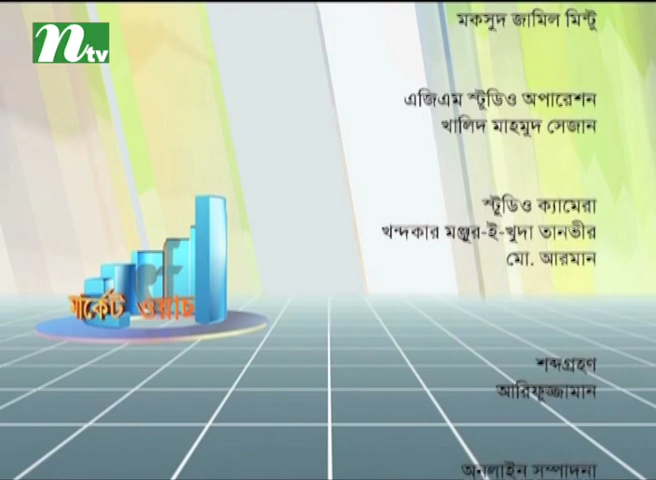 ntv
মকসুদ জামিল মিন্টু
এজিএম স্টুডিও অপারেশন
খালিদ মাহমুদ সেজান
স্টুডিও ক্যামেরা
খন্দকার মঞ্জুর-ই-খুদা তানভীর
মো. আরমান
মার্কেট ওয়াচ
শব্দগ্রহণ
আরিফুজ্জামান
অনলাইন সম্পাদনা